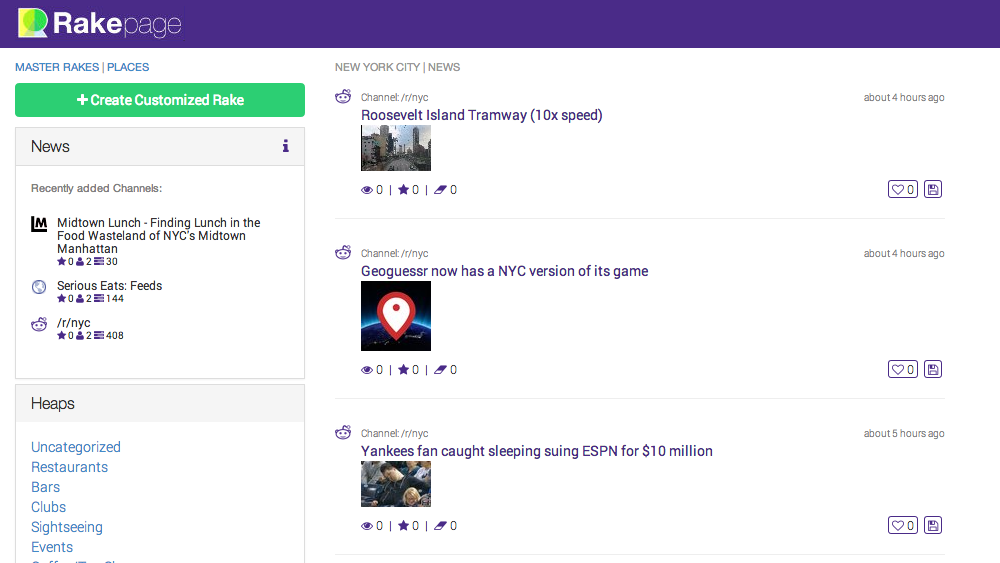 Rakepage
MASTER RAKES | PLACES
Create Customized Rake
News
Recently added Channels:
Midtown Lunch - Finding Lunch in the
Food Wasteland of NYC's Midtown
Manhattan
0 2 30
Serious Eats: Feeds
0 2 144
/r/nyc
0 2 408
Heaps
Uncategorized
Restaurants
Bars
Clubs
Sightseeing
Events
NEW YORK CITY | NEWS
Channel: /r/nyc about 4 hours ago
Roosevelt Island Tramway (10x speed)
0 | 0 | 0 0
Channel: /r/nyc about 4 hours ago
Geoguessr now has a NYC version of its game
0 | 0 | 0 0
Channel: /r/nyc about 5 hours ago
Yankees fan caught sleeping suing ESPN for $10 million
0 | 0 | 0 0